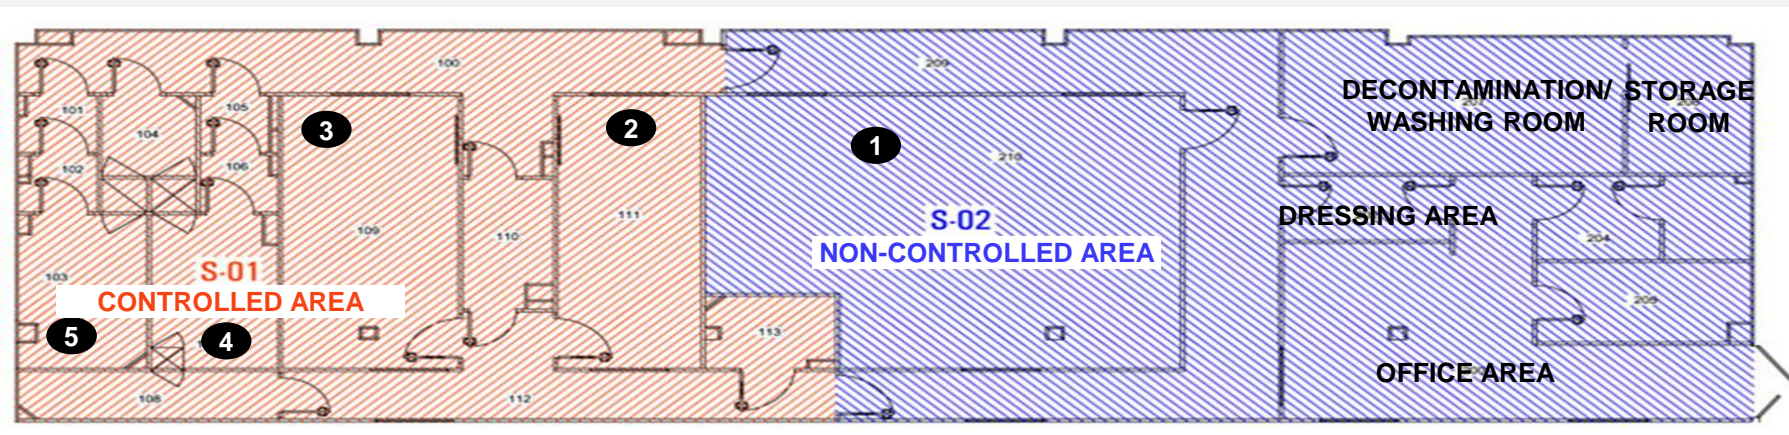 100
209
DECONTAMINATION/
WASHING ROOM
STORAGE
ROOM
101
105
104
102
106
3
2
1
210
111
109
110
S-02
NON-CONTROLLED AREA
DRESSING AREA
204
S-01
103
CONTROLLED AREA
5
4
113
OFFICE AREA
108
112